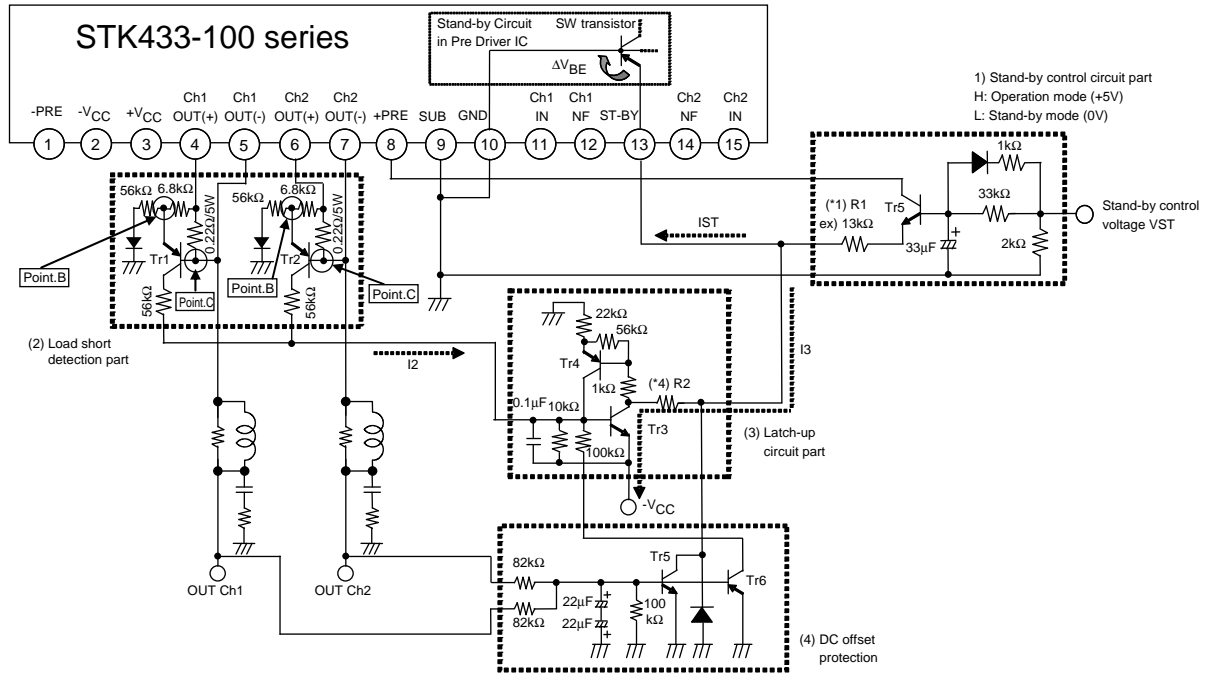 STK433-100 series
Stand-by Circuit
in Pre Driver IC
SW transistor
ΔVBE
-PRE
-VCC
+VCC
Ch1
OUT(+)
Ch1
OUT(-)
Ch2
OUT(+)
Ch2
OUT(-)
+PRE
SUB
GND
Ch1
IN
Ch1
NF
ST-BY
Ch2
NF
Ch2
IN
1
2
3
4
5
6
7
8
9
10
11
12
13
14
15
1) Stand-by control circuit part
H: Operation mode (+5V)
L: Stand-by mode (0V)
1kΩ
33kΩ
2kΩ
Tr5
33μF
+
(*1) R1
ex) 13kΩ
Stand-by control
voltage VST
IST
56kΩ
6.8kΩ
0.22Ω/5W
Tr1
56kΩ
Point.B
Point.C
56kΩ
6.8kΩ
0.22Ω/5W
Tr2
56kΩ
Point.B
Point.C
(2) Load short
detection part
I2
22kΩ
56kΩ
Tr4
1kΩ
(*4) R2
0.1μF
10kΩ
Tr3
100kΩ
I3
(3) Latch-up
circuit part
-VCC
OUT Ch1
OUT Ch2
82kΩ
82kΩ
22μF
+
22μF
+
100
kΩ
Tr5
Tr6
(4) DC offset
protection